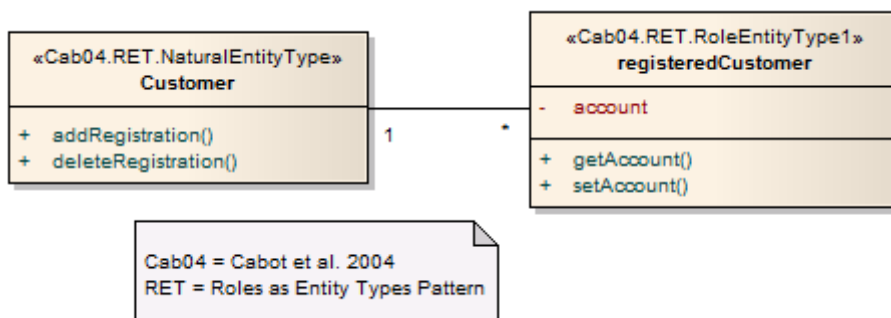 «Cab04.RET.NaturalEntityType»
Customer
+ addRegistration()
+ deleteRegistration()
1
*
«Cab04.RET.RoleEntityType1»
registeredCustomer
- account
+ getAccount()
+ setAccount()
Cab04 = Cabot et al. 2004
RET = Roles as Entity Types Pattern